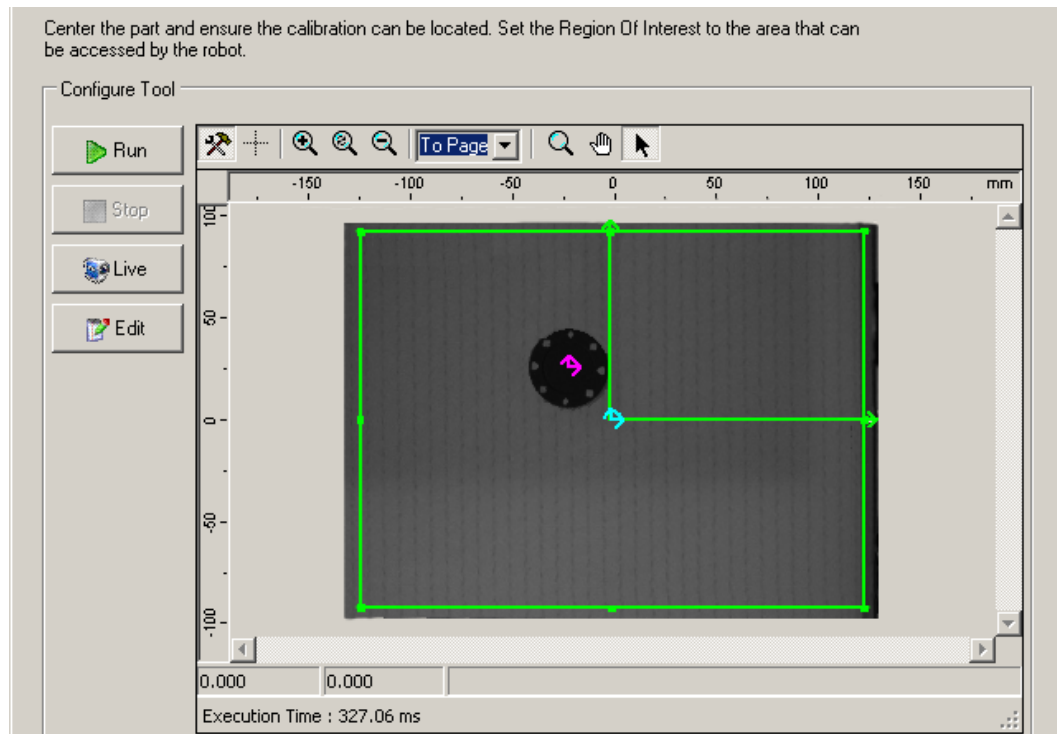 Center the part and ensure the calibration can be located. Set the Region Of Interest to the area that can
be accessed by the robot.
Configure Tool
Run
Stop
Live
Edit
To Page
-150 -100 -50 0 50 100 150 mm
100
50
0
-50
-100
0.000 0.000
Execution Time : 327.06 ms